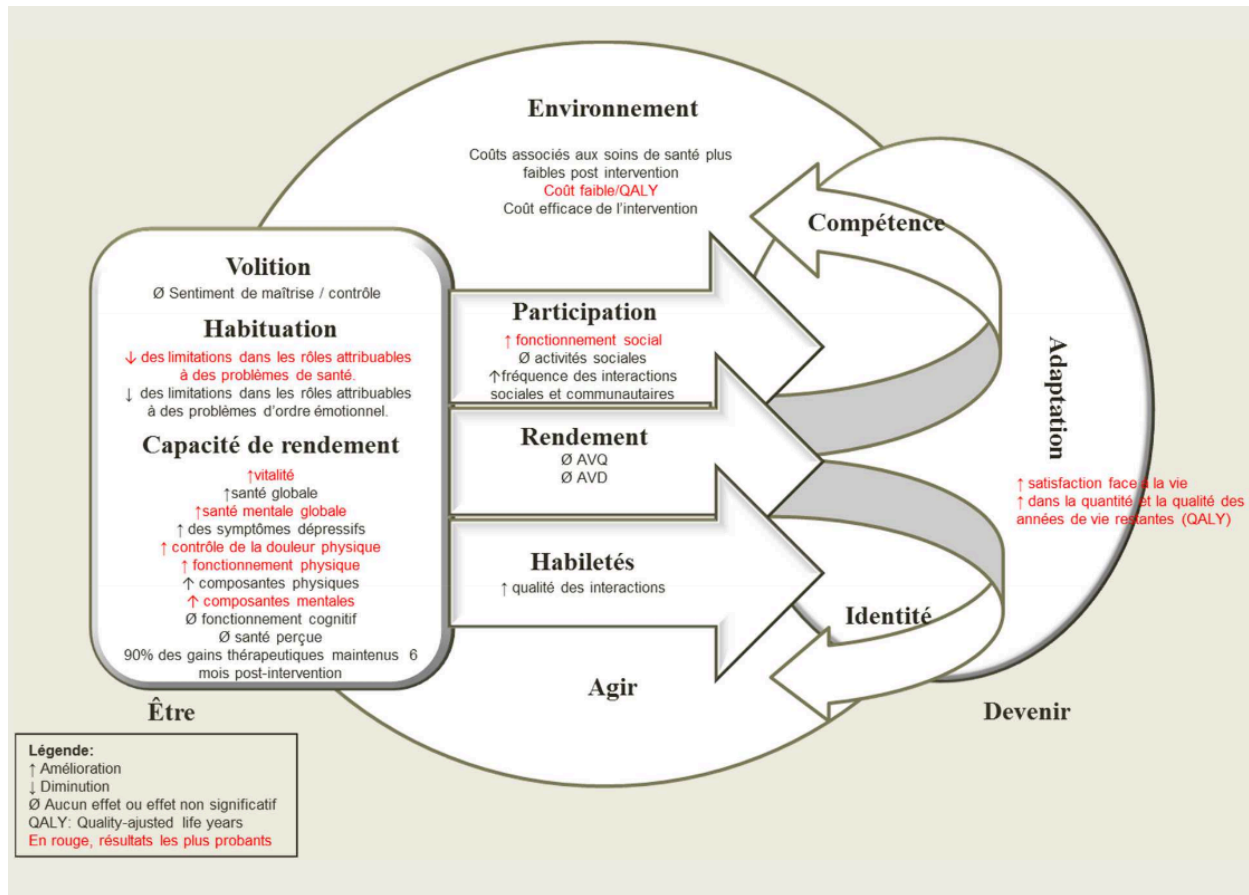 Environnement
Coûts associés aux soins de santé plus
faibles post intervention
Coût faible/QALY
Coût efficace de l'intervention
Volition
Ø Sentiment de maîtrise / contrôle
Habituation
↓ des limitations dans les rôles attribuables
à des problèmes de santé.
↓ des limitations dans les rôles attribuables
à des problèmes d'ordre émotionnel.
Capacité de rendement
↑vitalité
↑santé globale
↑santé mentale globale
↑ des symptômes dépressifs
↑ contrôle de la douleur physique
↑ fonctionnement physique
↑ composantes physiques
↑ composantes mentales
Ø fonctionnement cognitif
Ø santé perçue
90% des gains thérapeutiques maintenus 6
mois post-intervention
Être
Participation
↑ fonctionnement social
Ø activités sociales
↑fréquence des interactions
sociales et communautaires
Rendement
Ø AVQ
Ø AVD
Habiletés
↑ qualité des interactions
Agir
Compétence
Identité
Adaptation
↑ satisfaction face à la vie
↑ dans la quantité et la qualité des
années de vie restantes (QALY)
Devenir
Légende:
↑ Amélioration
↓ Diminution
Ø Aucun effet ou effet non significatif
QALY: Quality-ajusted life years
En rouge, résultats les plus probants